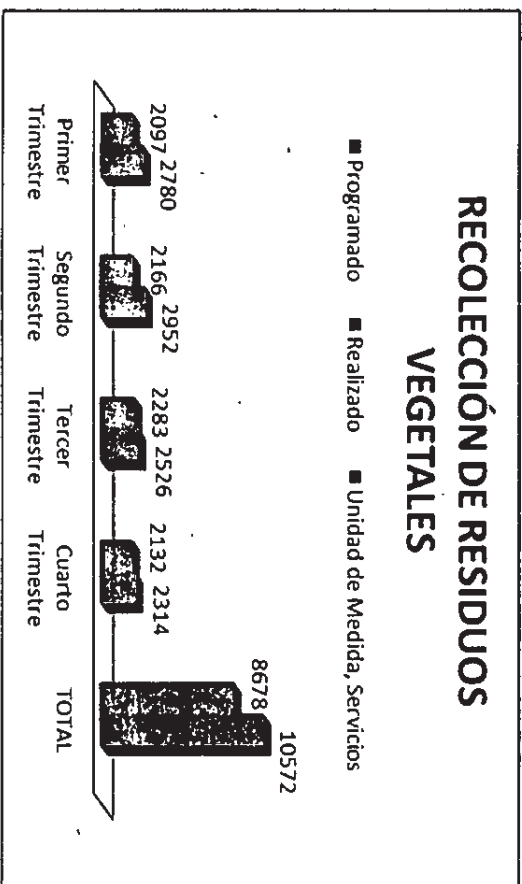 RECOLECCIÓN DE RESIDUOS
VEGETALES
■ Programado ■ Realizado ■ Unidad de Medida, Servicios
2097 2780
2166 2952
2283 2526
2132 2314
8678
10572
Primer
Trimestre
Segundo
Trimestre
Tercer
Trimestre
Cuarto
Trimestre
TOTAL